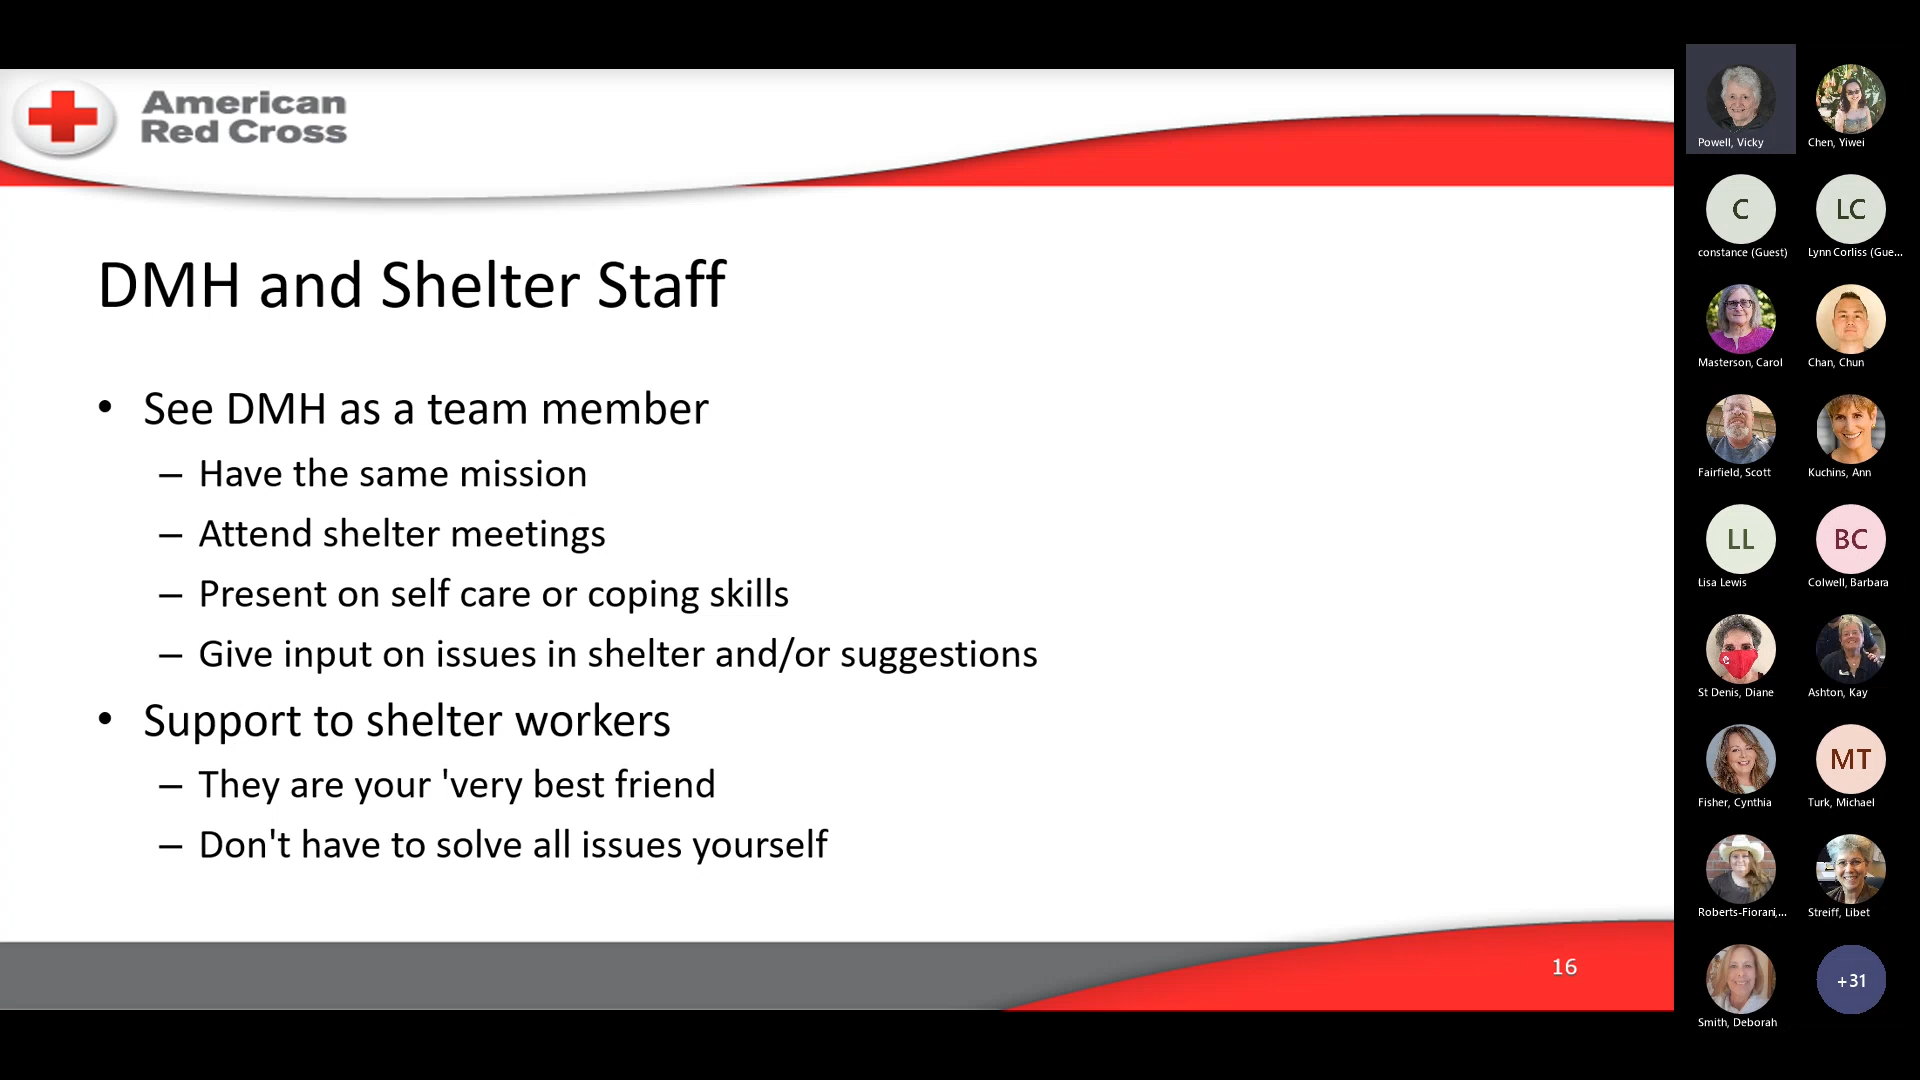 American
Red Cross
DMH and Shelter Staff
• See DMH as a team member
– Have the same mission
– Attend shelter meetings
– Present on self care or coping skills
– Give input on issues in shelter and/or suggestions
• Support to shelter workers
– They are your 'very best friend
– Don't have to solve all issues yourself
16
Powell, Vicky
Chen, Yiwei
C
constance (Guest)
LC
Lynn Corliss (Gue...
Masterson, Carol
Chan, Chun
Fairfield, Scott
Kuchins, Ann
LL
Lisa Lewis
BC
Colwell, Barbara
St Denis, Diane
Ashton, Kay
Fisher, Cynthia
MT
Turk, Michael
Roberts-Fiorani,...
Streiff, Libet
Smith, Deborah
+31